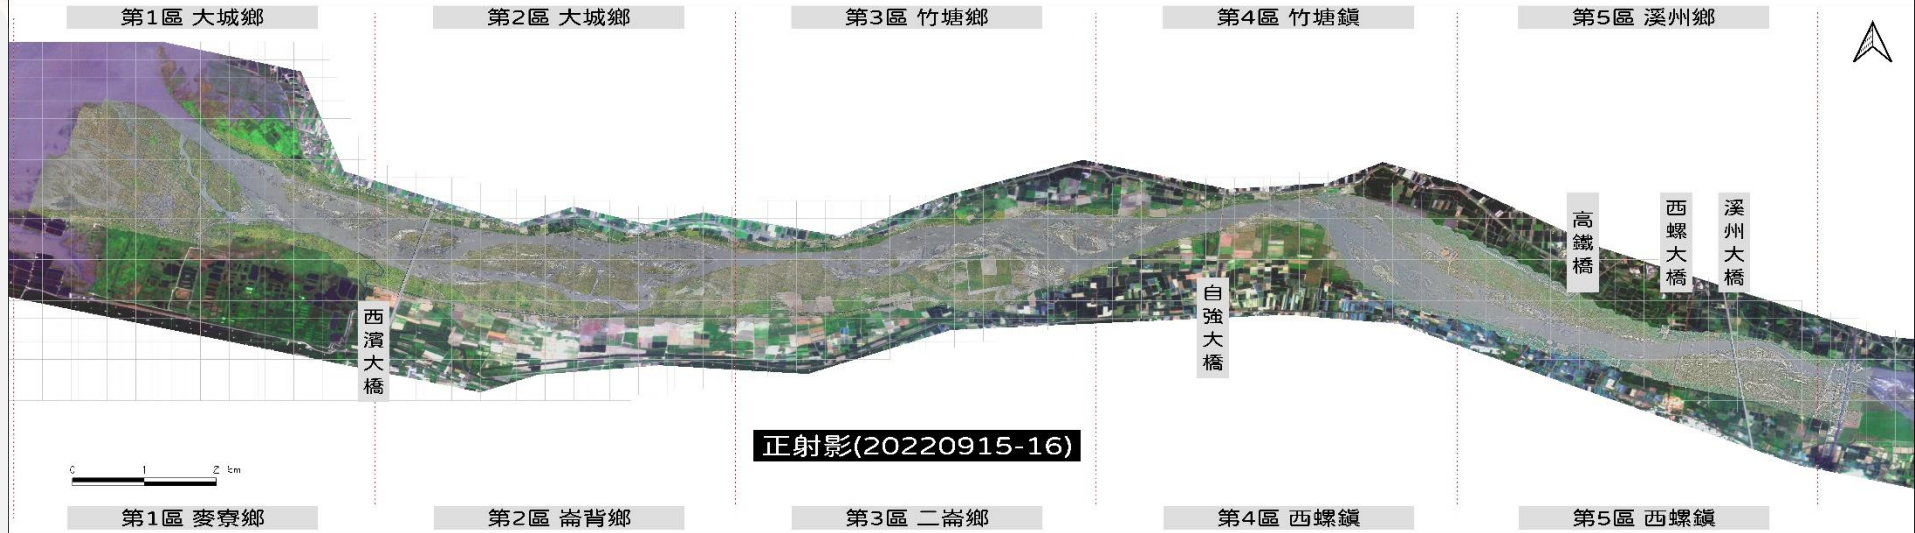 第1區 大城鄉
第2區 大城鄉
第3區 竹塘鄉
第4區 竹塘鎮
第5區 溪州鄉
高鐵橋
西螺大橋
溪州大橋
西濱大橋
自強大橋
正射影(20220915-16)
0 1 2 km
第1區 麥寮鄉
第2區 崙背鄉
第3區 二崙鄉
第4區 西螺鎮
第5區 西螺鎮